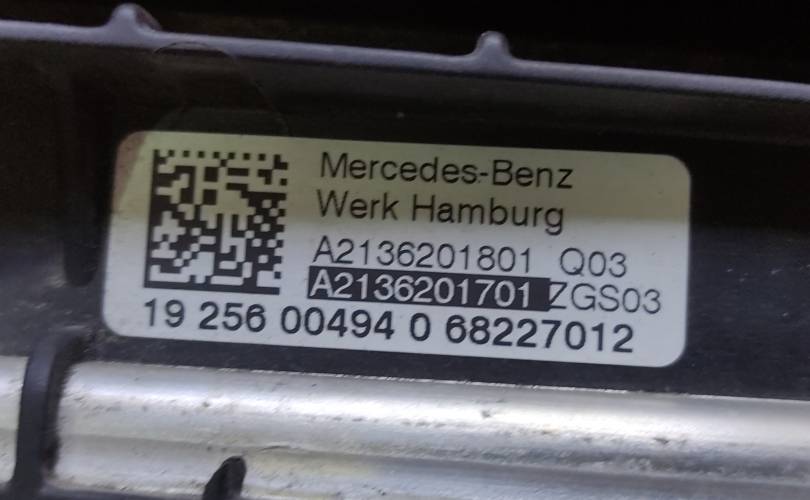 Mercedes-Benz
Werk Hamburg
A2136201801 Q03
A2136201701 ZGS03
19 256 00494 0 68227012